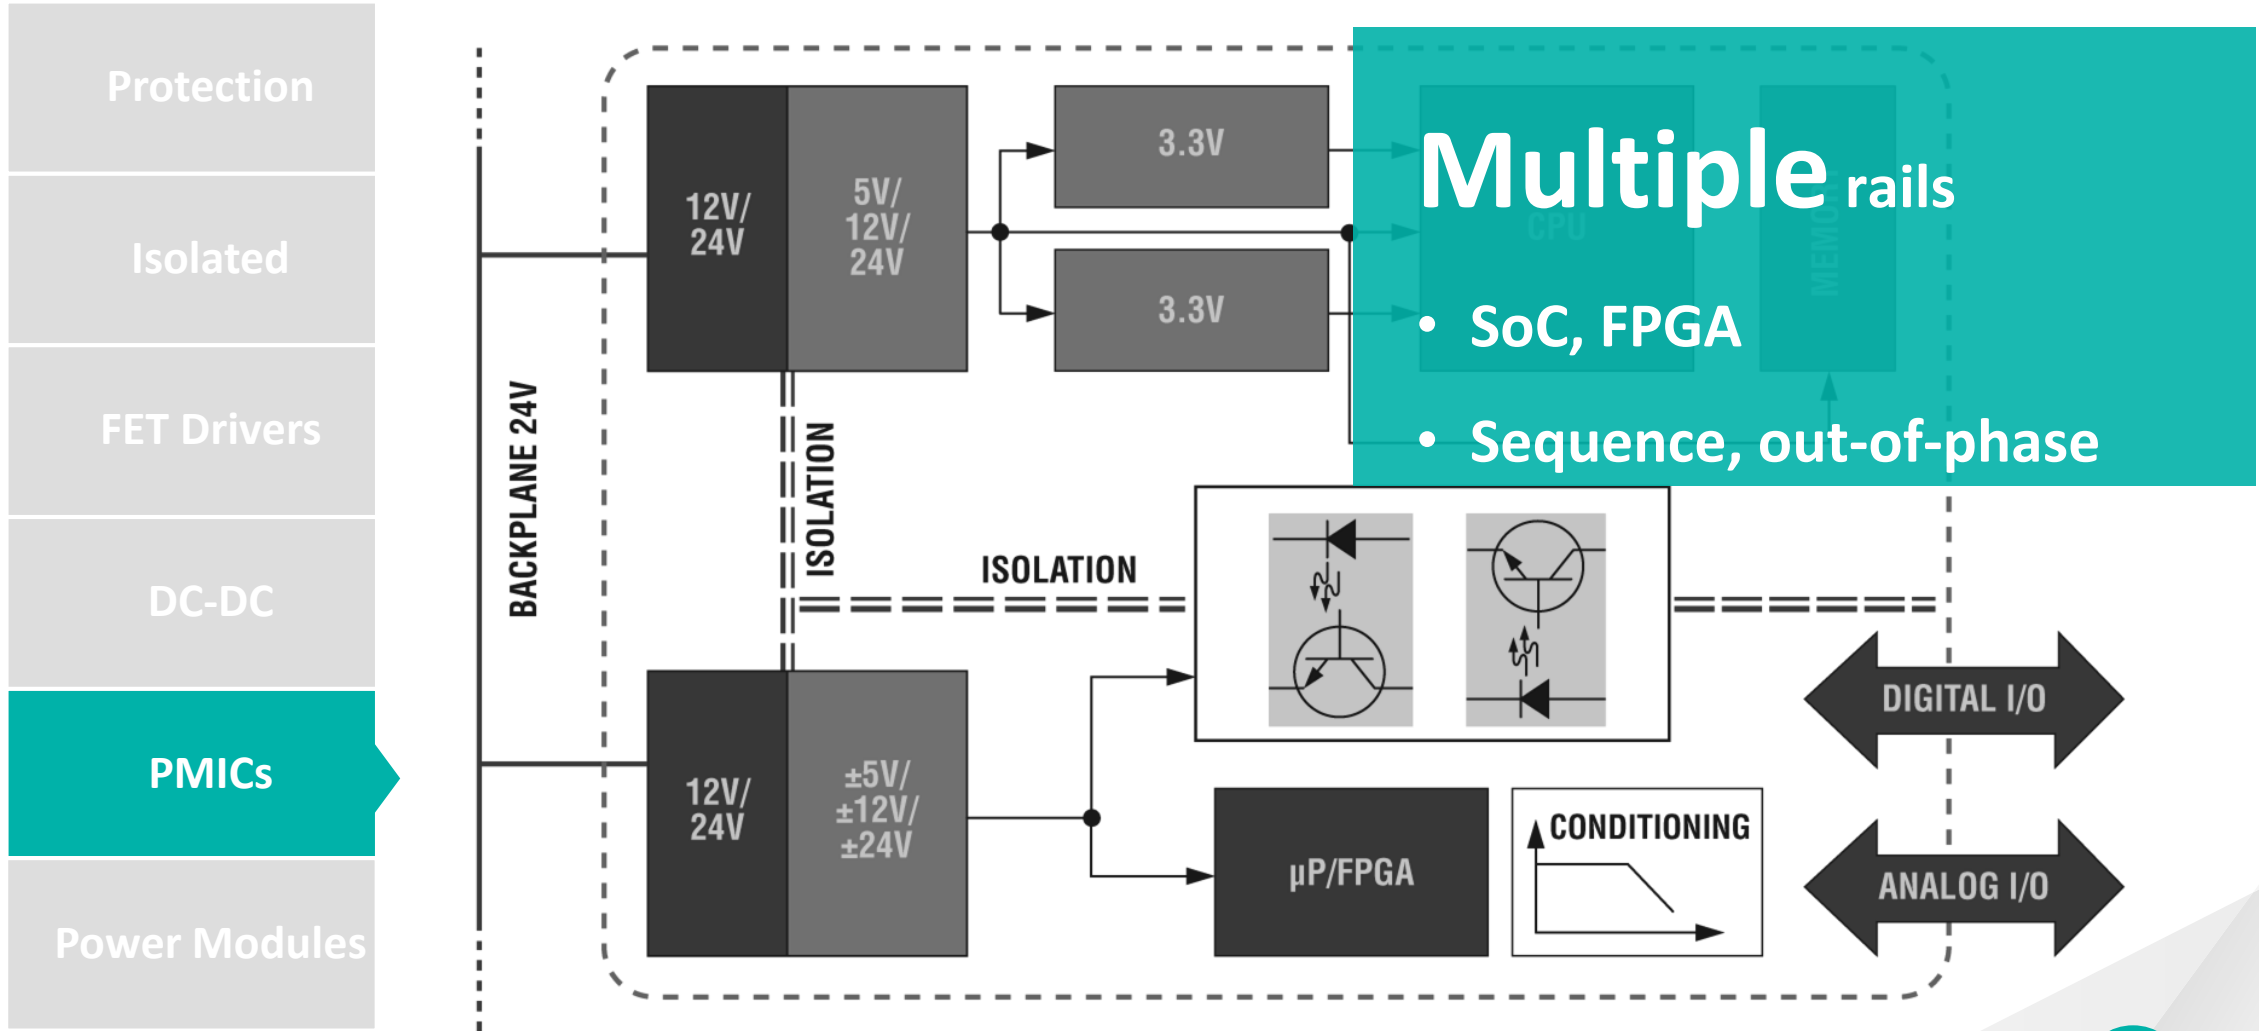 Protection
Isolated
FET Drivers
DC-DC
PMICs
Power Modules
BACKPLANE 24V
12V/
24V
5V/
12V/
24V
3.3V
3.3V
CPU
MEMORY
Multiple rails
• SoC, FPGA
• Sequence, out-of-phase
ISOLATION
ISOLATION
12V/
24V
±5V/
±12V/
±24V
µP/FPGA
CONDITIONING
DIGITAL I/O
ANALOG I/O